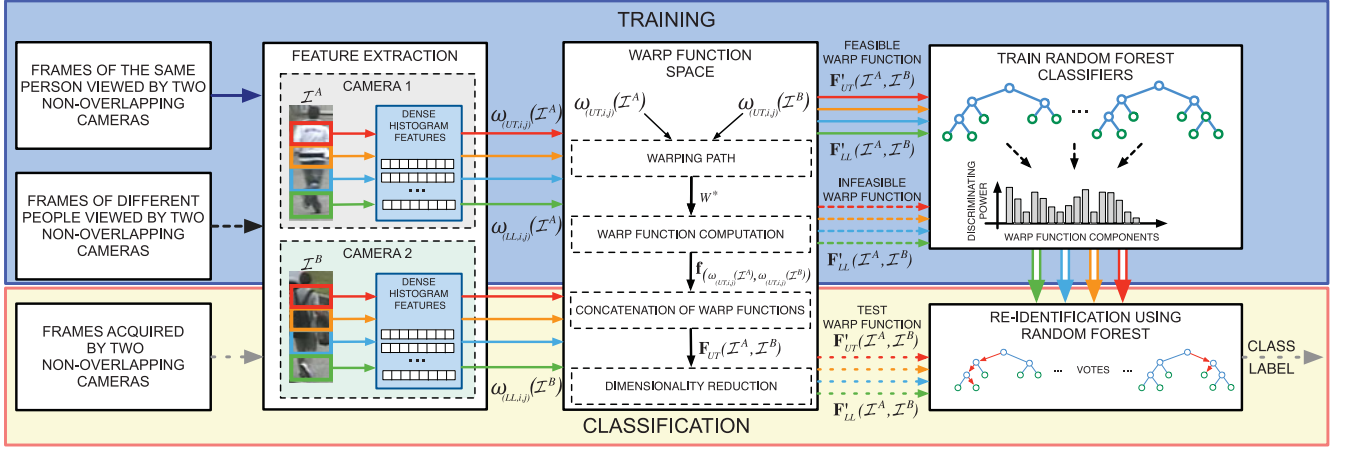 TRAINING
FRAMES OF THE SAME
PERSON VIEWED BY TWO
NON-OVERLAPPING
CAMERAS
FRAMES OF DIFFERENT
PEOPLE VIEWED BY TWO
NON-OVERLAPPING
CAMERAS
FRAMES ACQUIRED
BY TWO
NON-OVERLAPPING
CAMERAS
FEATURE EXTRACTION
CAMERA 1
𝓘^A
DENSE
HISTOGRAM
FEATURES
...
CAMERA 2
𝓘^B
DENSE
HISTOGRAM
FEATURES
...
ω_(UT,i,j)(𝓘^A)
ω_(LL,i,j)(𝓘^A)
ω_(LL,i,j)(𝓘^B)
WARP FUNCTION
SPACE
ω_(UT,i,j)(𝓘^A) ω_(UT,i,j)(𝓘^B)
WARPING PATH
W*
WARP FUNCTION COMPUTATION
f_(ω_(UT,i,j)(𝓘^A),ω_(UT,i,j)(𝓘^B))
CONCATENATION OF WARP FUNCTIONS
F_UT(𝓘^A,𝓘^B)
DIMENSIONALITY REDUCTION
FEASIBLE
WARP FUNCTION
F'_UT(𝓘^A,𝓘^B)
F'_LL(𝓘^A,𝓘^B)
INFEASIBLE
WARP FUNCTION
F'_LL(𝓘^A,𝓘^B)
TEST
WARP FUNCTION
F'_UT(𝓘^A,𝓘^B)
F'_LL(𝓘^A,𝓘^B)
TRAIN RANDOM FOREST
CLASSIFIERS
...
DISCRIMINATING
POWER
WARP FUNCTION COMPONENTS
RE-IDENTIFICATION USING
RANDOM FOREST
... VOTES ...
CLASS
LABEL
CLASSIFICATION